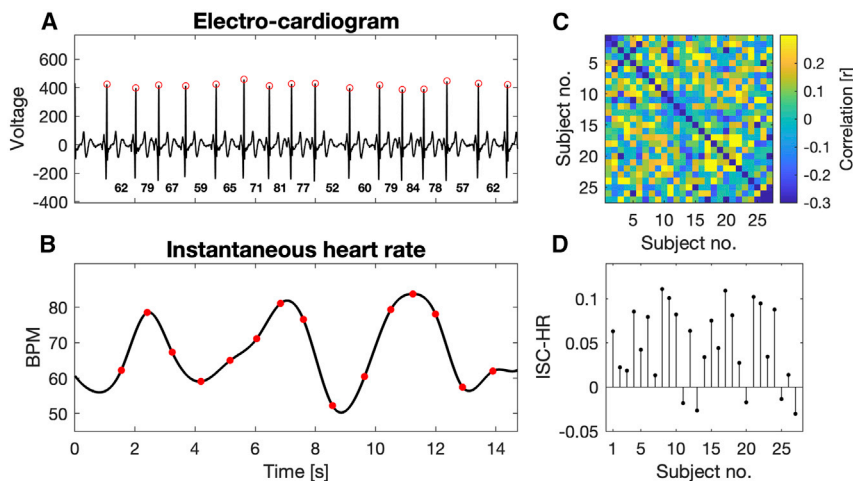 A
Electro-cardiogram
600
400
200
0
-200
-400
Voltage
62 79 67 59 65 71 81 77 52 60 79 84 78 57 62
B
Instantaneous heart rate
80
70
60
50
BPM
0 2 4 6 8 10 12 14
Time [s]
C
5
10
15
20
25
Subject no.
5 10 15 20 25
Subject no.
0.2
0.1
0
-0.1
-0.2
-0.3
Correlation [r]
D
0.1
0.05
0
-0.05
ISC-HR
1 5 10 15 20 25
Subject no.